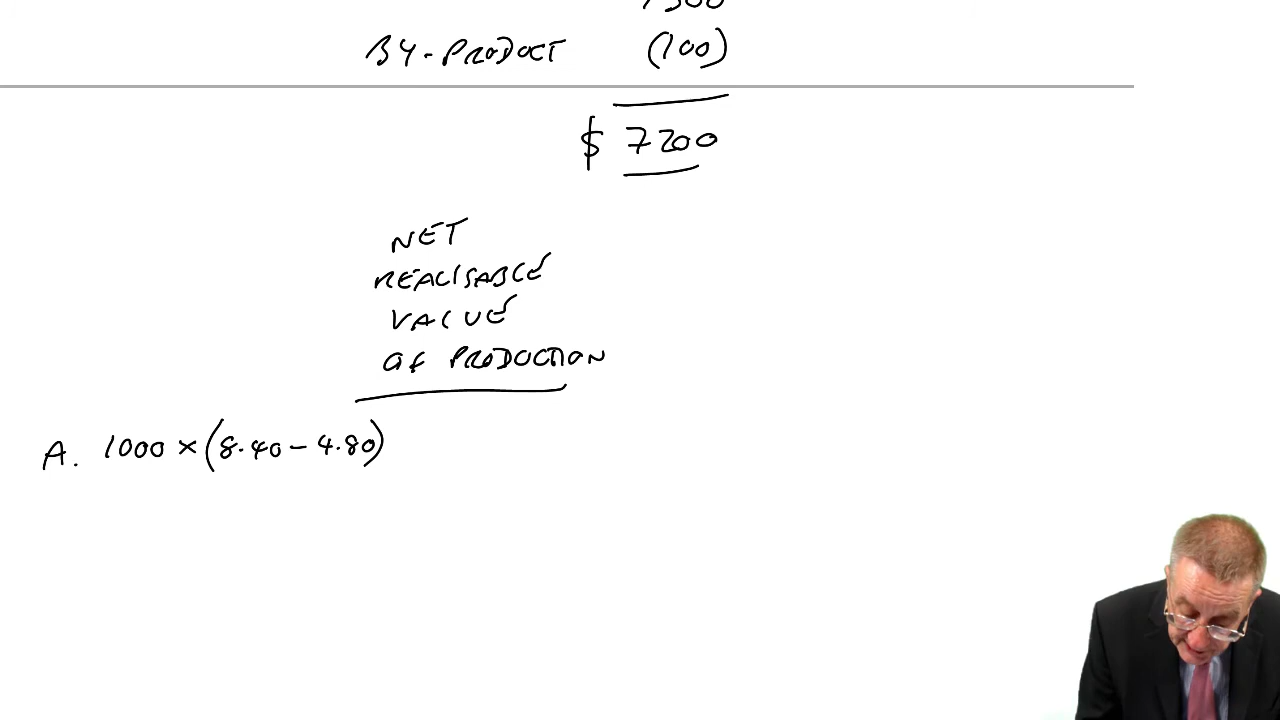 BY-PRODUCT (100)
$ 7200
NET
REALISABLE
VALUE
OF PRODUCTION
A. 1000 × (8.40 - 4.80)